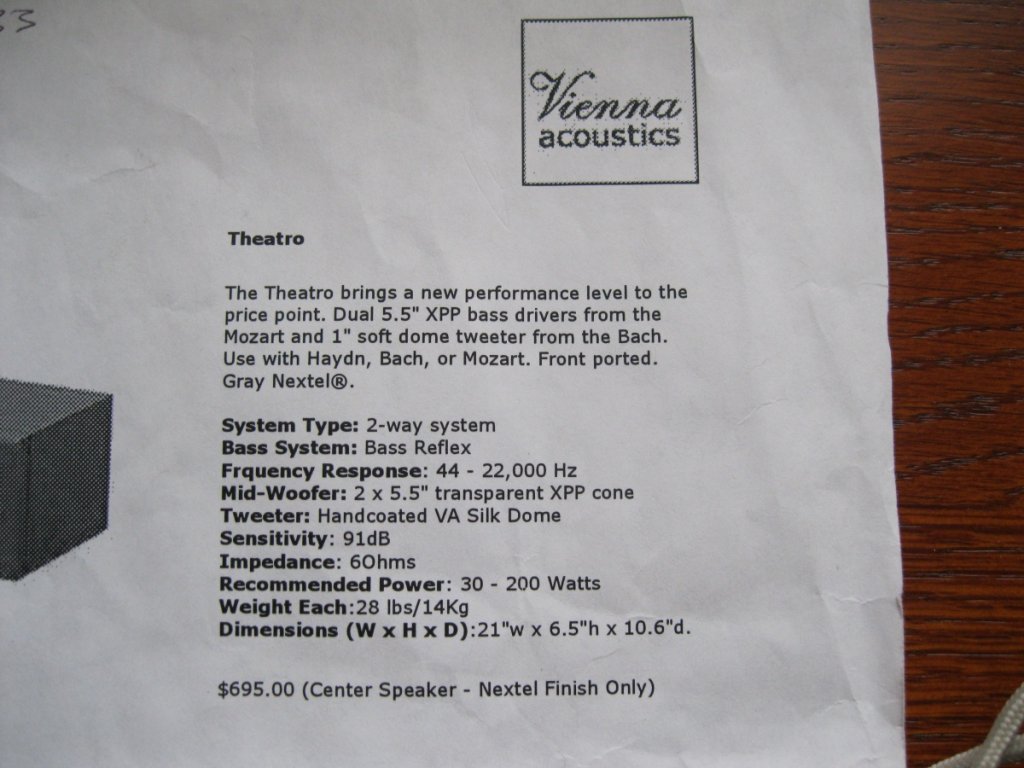 33
Vienna
acoustics
Theatro
The Theatro brings a new performance level to the
price point. Dual 5.5" XPP bass drivers from the
Mozart and 1" soft dome tweeter from the Bach.
Use with Haydn, Bach, or Mozart. Front ported.
Gray Nextel®.
System Type: 2-way system
Bass System: Bass Reflex
Frquency Response: 44 - 22,000 Hz
Mid-Woofer: 2 x 5.5" transparent XPP cone
Tweeter: Handcoated VA Silk Dome
Sensitivity: 91dB
Impedance: 6Ohms
Recommended Power: 30 - 200 Watts
Weight Each:28 lbs/14Kg
Dimensions (W x H x D):21"w x 6.5"h x 10.6"d.
$695.00 (Center Speaker - Nextel Finish Only)